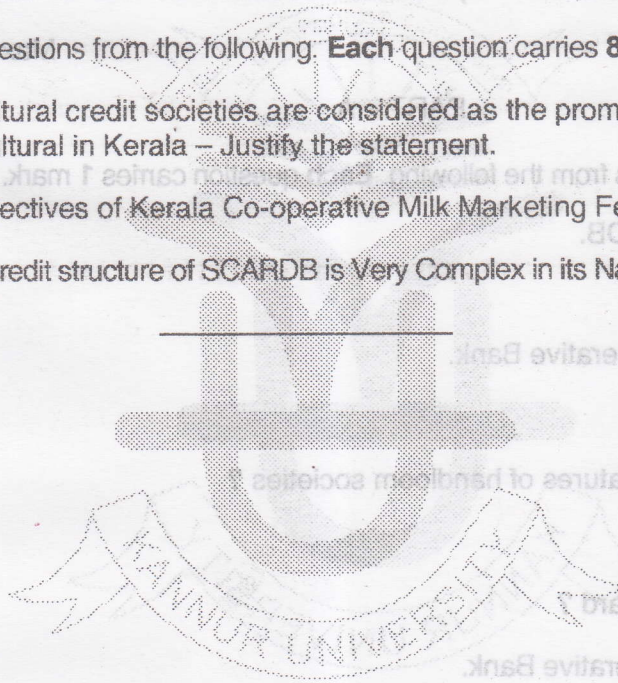 estions from the following. Each question carries 8
tural credit societies are considered as the prom
ltural in Kerala – Justify the statement.
s from the following. Each question carries 1 mark.
ectives of Kerala Co-operative Milk Marketing Fe
DB.
redit structure of SCARDB is Very Complex in its Na
erative Bank.
atures of handloom societies ?
KANNUR UNIVERSITY
ard ?
erative Bank.